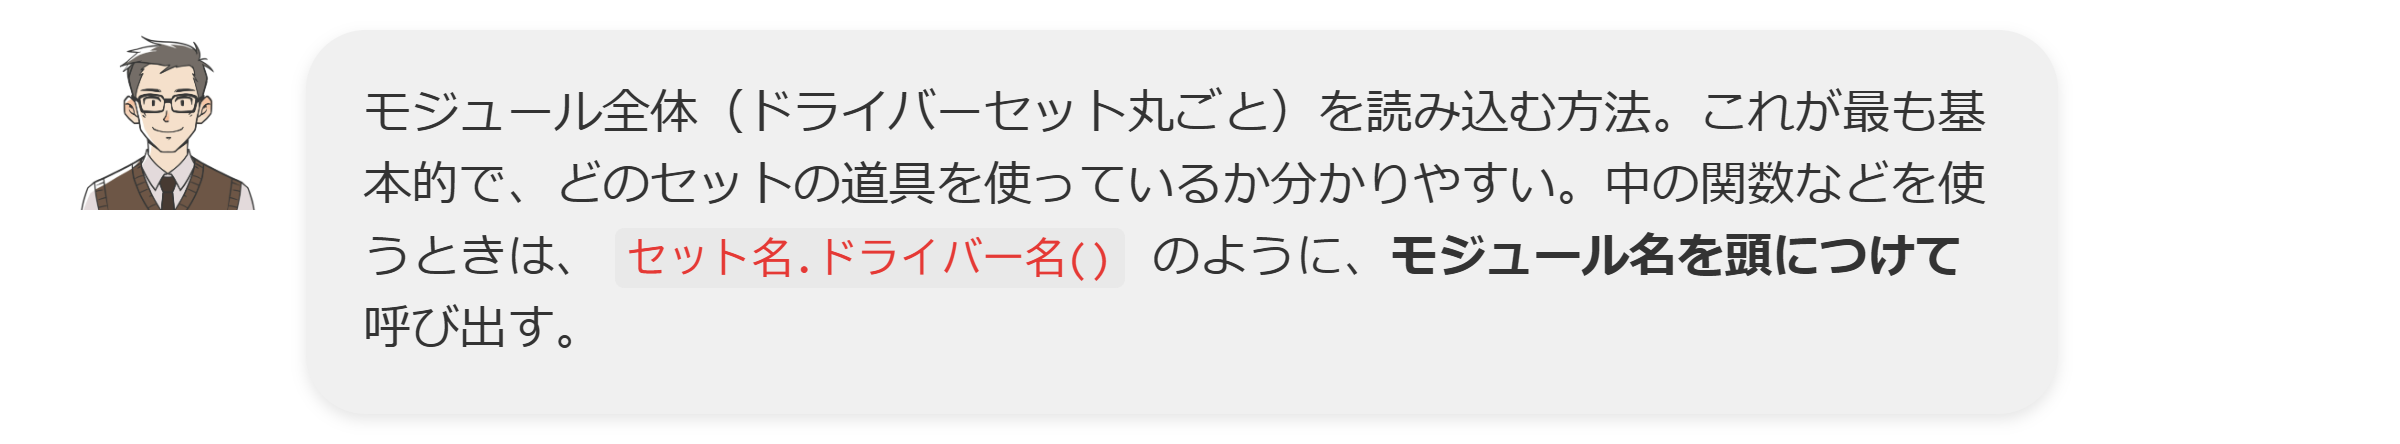 モジュール全体（ドライバーセット丸ごと）を読み込む方法。これが最も基
本的で、どのセットの道具を使っているか分かりやすい。中の関数などを使
うときは、 セット名.ドライバー名() のように、モジュール名を頭につけて
呼び出す。